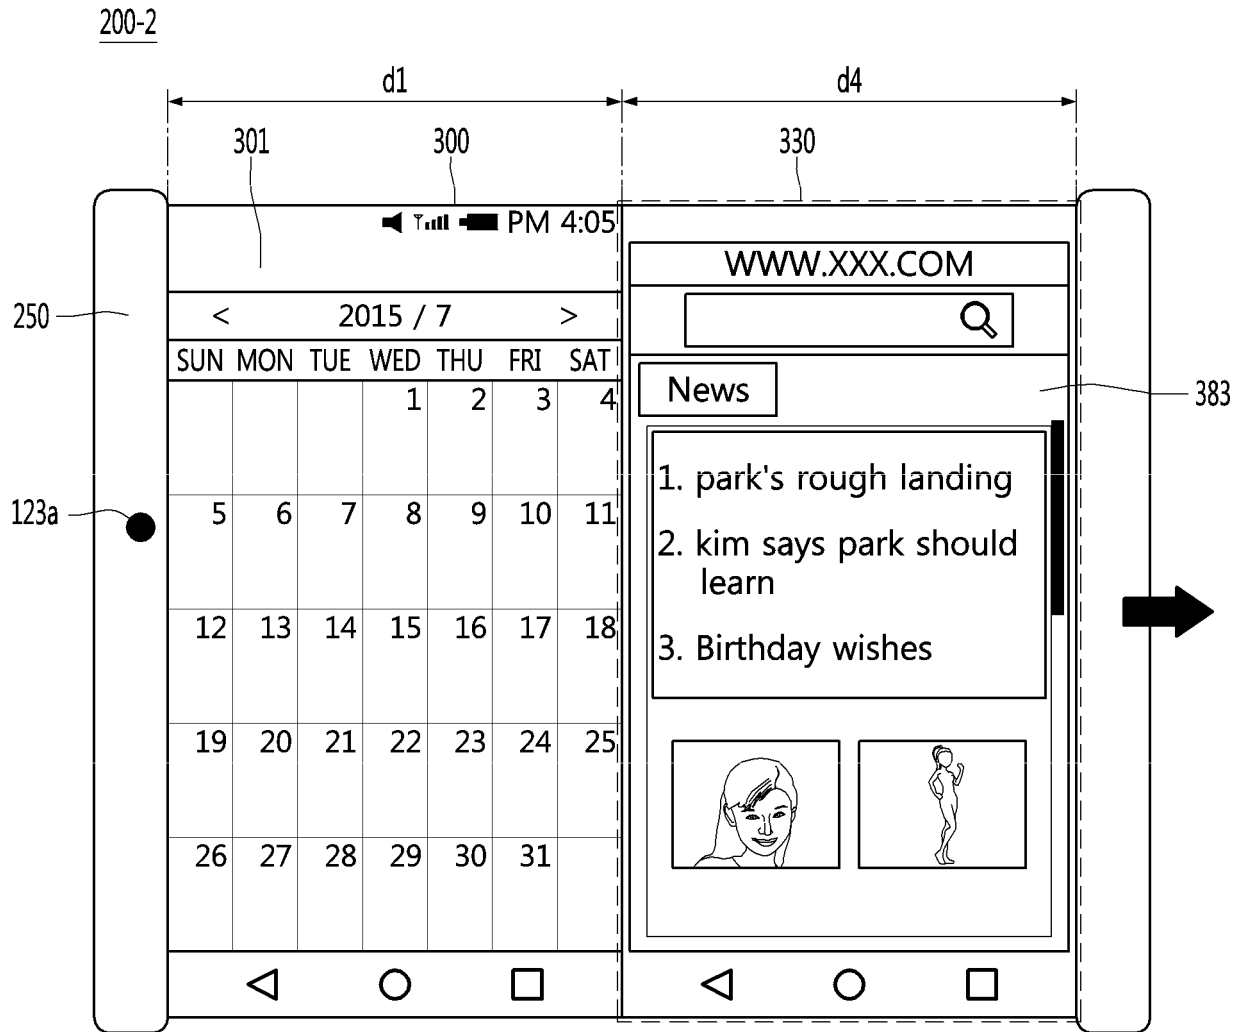 200-2
d1 d4
301 300 330
PM 4:05
WWW.XXX.COM
250
< 2015 / 7 >
SUN MON TUE WED THU FRI SAT
News
383
1 2 3 4
1. park's rough landing
123a
5 6 7 8 9 10 11
2. kim says park should
learn
12 13 14 15 16 17 18
3. Birthday wishes
19 20 21 22 23 24 25
26 27 28 29 30 31